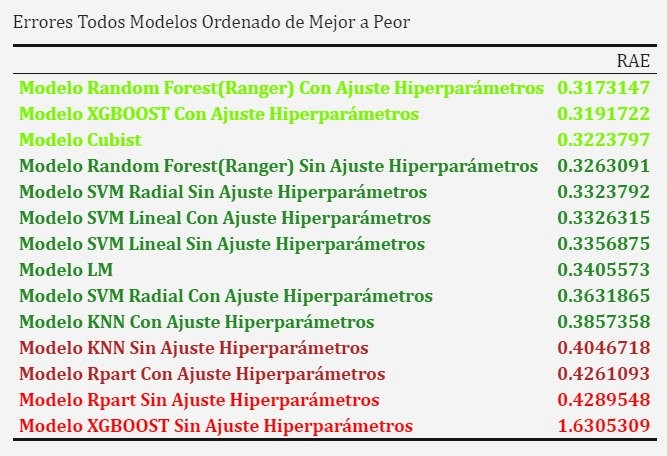 Errores Todos Modelos Ordenado de Mejor a Peor
RAE
Modelo Random Forest(Ranger) Con Ajuste Hiperparámetros 0.3173147
Modelo XGBOOST Con Ajuste Hiperparámetros 0.3191722
Modelo Cubist 0.3223797
Modelo Random Forest(Ranger) Sin Ajuste Hiperparámetros 0.3263091
Modelo SVM Radial Sin Ajuste Hiperparámetros 0.3323792
Modelo SVM Lineal Con Ajuste Hiperparámetros 0.3326315
Modelo SVM Lineal Sin Ajuste Hiperparámetros 0.3356875
Modelo LM 0.3405573
Modelo SVM Radial Con Ajuste Hiperparámetros 0.3631865
Modelo KNN Con Ajuste Hiperparámetros 0.3857358
Modelo KNN Sin Ajuste Hiperparámetros 0.4046718
Modelo Rpart Con Ajuste Hiperparámetros 0.4261093
Modelo Rpart Sin Ajuste Hiperparámetros 0.4289548
Modelo XGBOOST Sin Ajuste Hiperparámetros 1.6305309